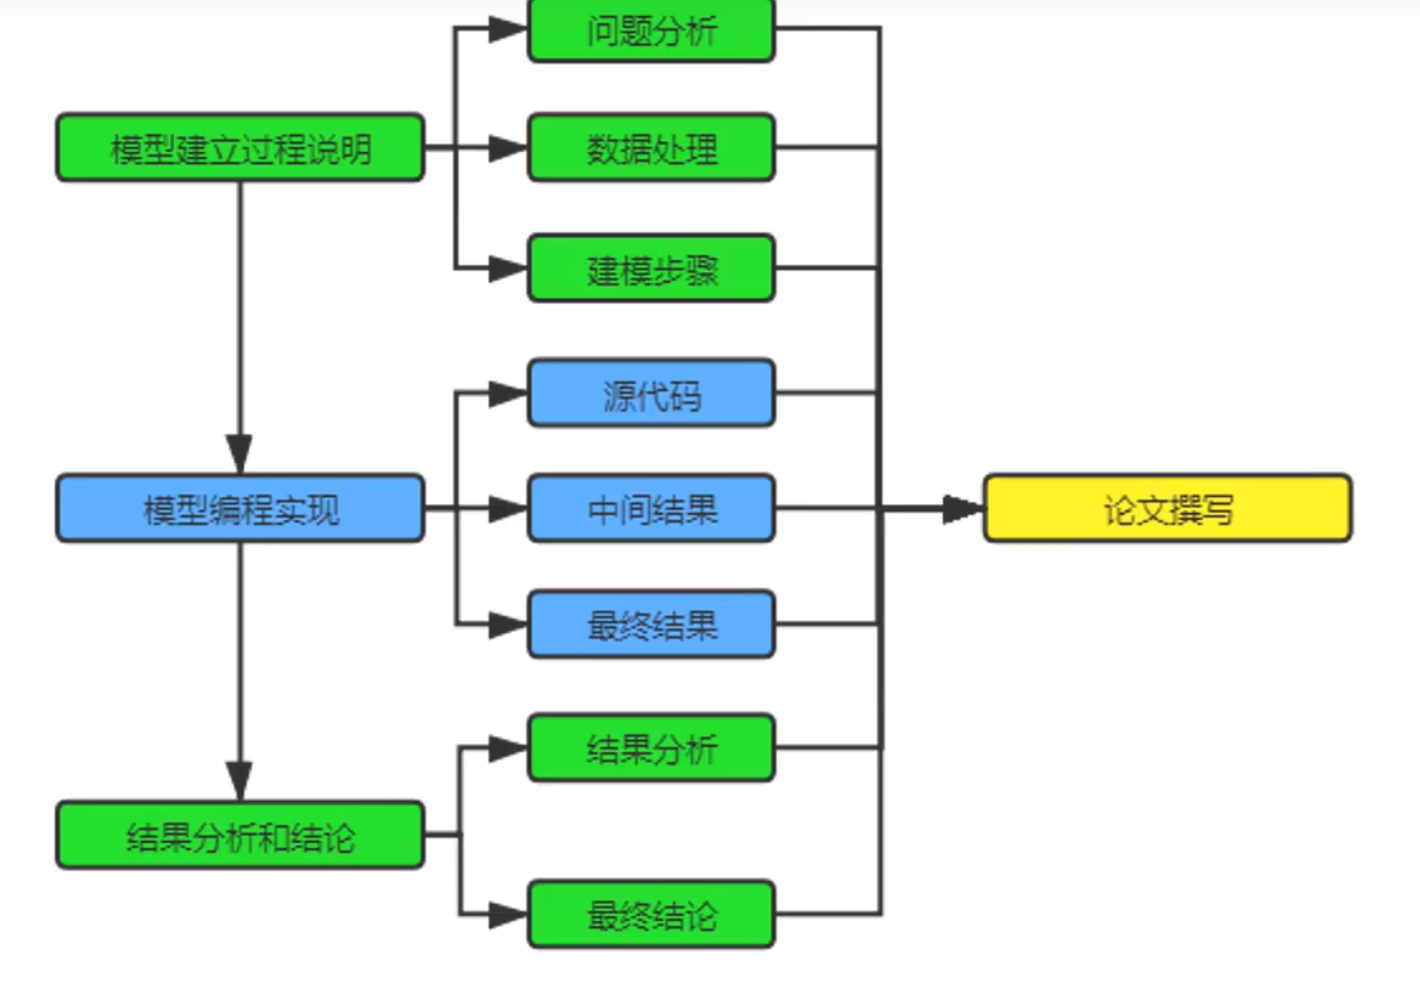 问题分析
模型建立过程说明
数据处理
建模步骤
源代码
模型编程实现
中间结果
论文撰写
最终结果
结果分析
结果分析和结论
最终结论